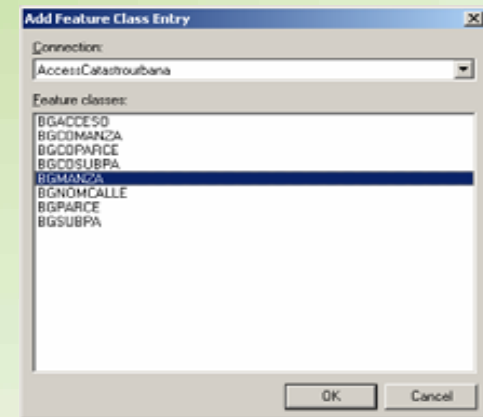 Add Feature Class Entry
Connection:
AccessCatastrourbana
Feature classes:
BGACCESO
BGCOMANZA
BGCOPARCE
BGCOSUBPA
BGMANZA
BGNOMCALLE
BGPARCE
BGSUBPA
OK Cancel